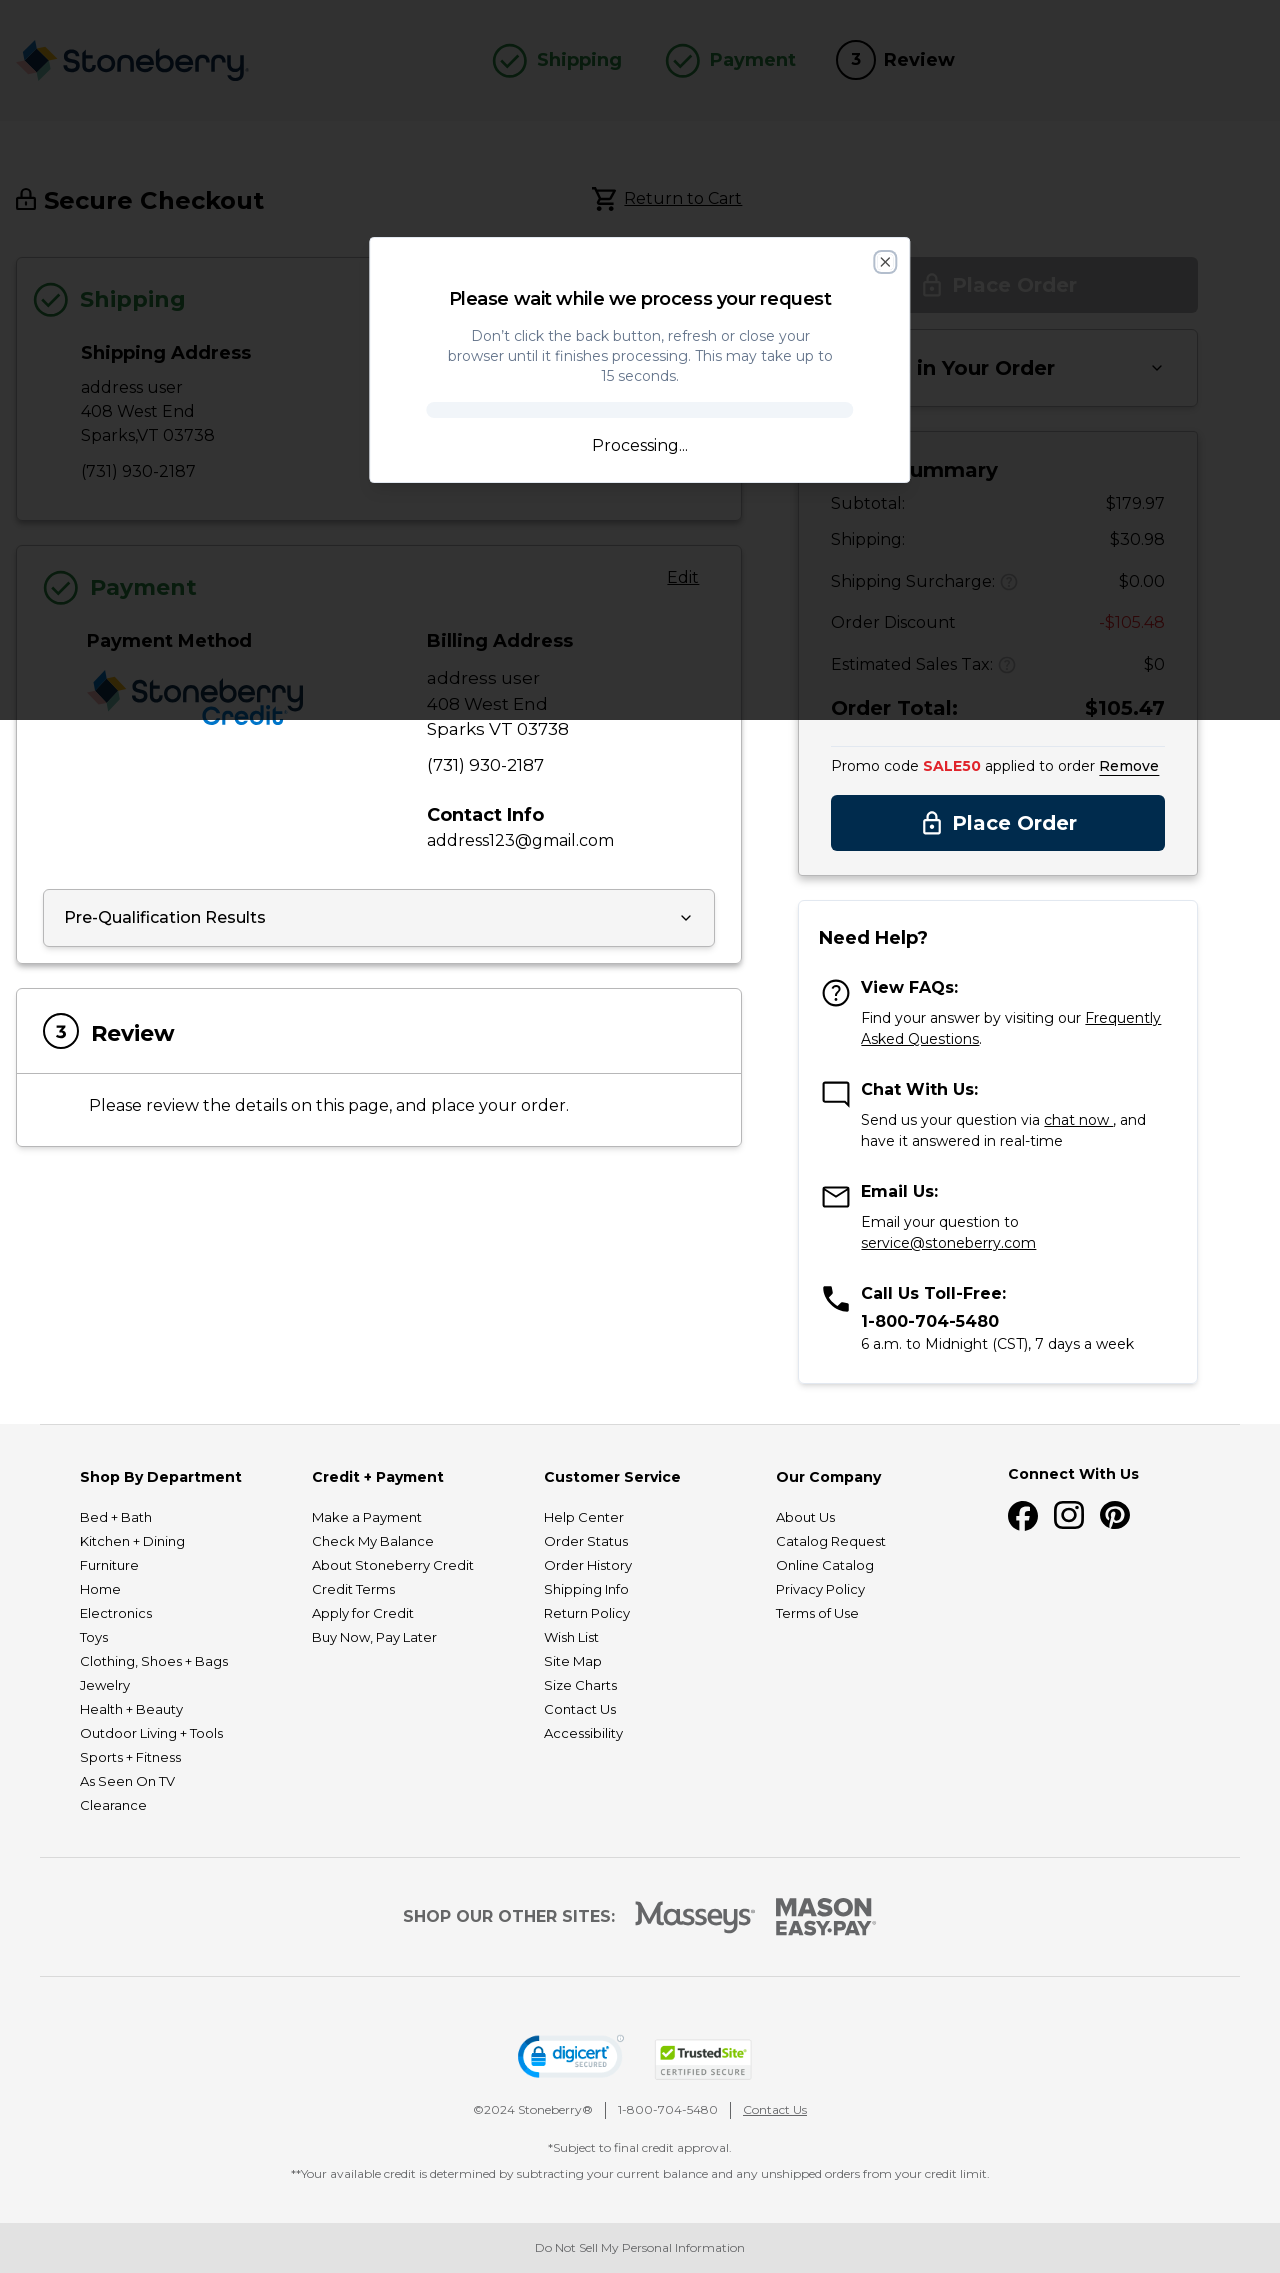 Stoneberry.
Shipping
Payment
3
Review
Secure Checkout
Return to Cart
Shipping
Shipping Address
address user
408 West End
Sparks,VT 03738
(731) 930-2187
Please wait while we process your request
Don’t click the back button, refresh or close your
browser until it finishes processing. This may take up to
15 seconds.
Processing...
Place Order
in Your Order
Payment
Edit
Payment Method
Stoneberry
Credit
Billing Address
address user
408 West End
Sparks VT 03738
(731) 930-2187
Contact Info
address123@gmail.com
Pre-Qualification Results
3
Review
Please review the details on this page, and place your order.
ummary
Subtotal: $179.97
Shipping: $30.98
Shipping Surcharge: $0.00
Order Discount -$105.48
Estimated Sales Tax: $0
Order Total: $105.47
Promo code SALE50 applied to order Remove
Place Order
Need Help?
View FAQs:
Find your answer by visiting our Frequently
Asked Questions.
Chat With Us:
Send us your question via chat now , and
have it answered in real-time
Email Us:
Email your question to
service@stoneberry.com
Call Us Toll-Free:
1-800-704-5480
6 a.m. to Midnight (CST), 7 days a week
Shop By Department
Bed + Bath
Kitchen + Dining
Furniture
Home
Electronics
Toys
Clothing, Shoes + Bags
Jewelry
Health + Beauty
Outdoor Living + Tools
Sports + Fitness
As Seen On TV
Clearance
Credit + Payment
Make a Payment
Check My Balance
About Stoneberry Credit
Credit Terms
Apply for Credit
Buy Now, Pay Later
Customer Service
Help Center
Order Status
Order History
Shipping Info
Return Policy
Wish List
Site Map
Size Charts
Contact Us
Accessibility
Our Company
About Us
Catalog Request
Online Catalog
Privacy Policy
Terms of Use
Connect With Us
SHOP OUR OTHER SITES:
Masseys
MASON
EASY•PAY
digicert
SECURED
TrustedSite
CERTIFIED SECURE
©2024 Stoneberry® 1-800-704-5480 Contact Us
*Subject to final credit approval.
**Your available credit is determined by subtracting your current balance and any unshipped orders from your credit limit.
Do Not Sell My Personal Information